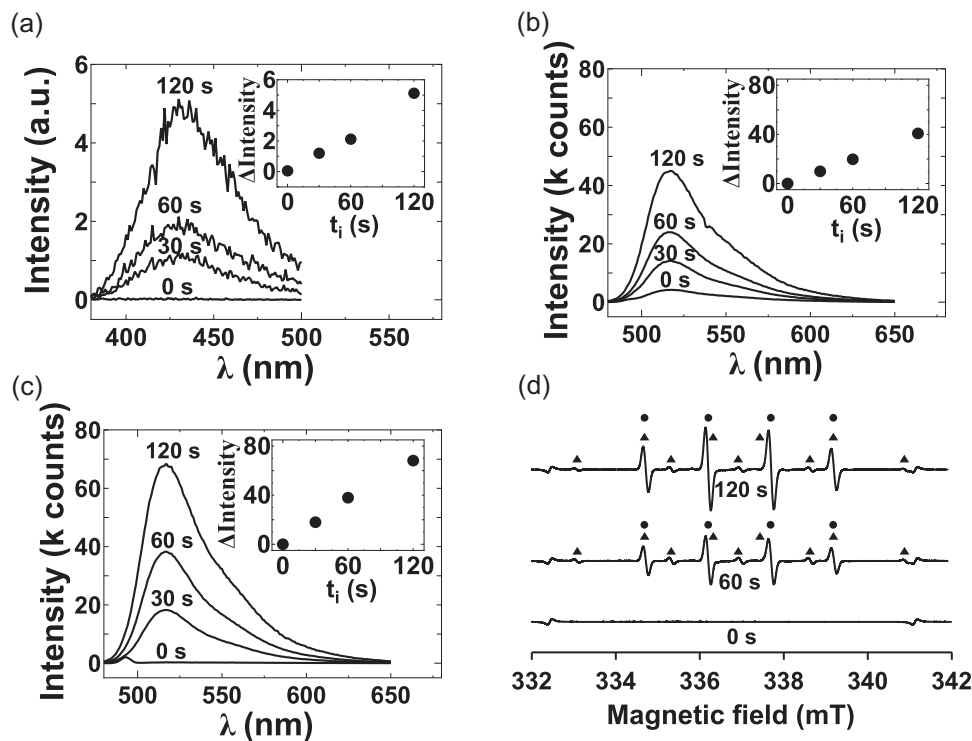 (a)
Intensity (a.u.)
6
4
2
0
120 s
60 s
30 s
0 s
400 450 500 550
λ (nm)
ΔIntensity
6
5
4
2
0
0 60 120
t_i (s)
(b)
Intensity (k counts)
80
60
40
20
0
120 s
60 s
30 s
0 s
500 550 600 650
λ (nm)
ΔIntensity
80
40
0
0 60 120
t_i (s)
(c)
Intensity (k counts)
80
60
40
20
0
120 s
60 s
30 s
0 s
500 550 600 650
λ (nm)
ΔIntensity
80
40
0
0 60 120
t_i (s)
(d)
120 s
60 s
0 s
332 334 336 338 340 342
Magnetic field (mT)